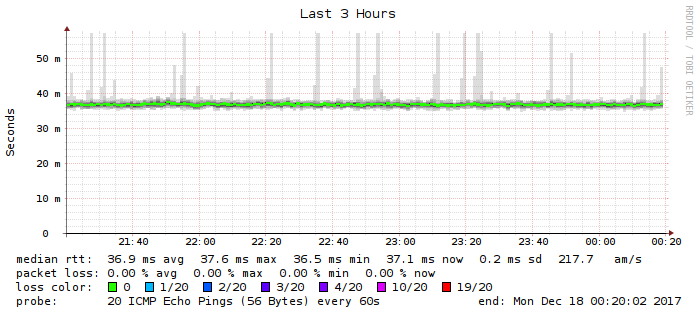 Last 3 Hours
RRDTOOL / TOBI OETIKER
Seconds
50 m
40 m
30 m
20 m
10 m
0
21:40 22:00 22:20 22:40 23:00 23:20 23:40 00:00 00:20
median rtt: 36.9 ms avg 37.6 ms max 36.5 ms min 37.1 ms now 0.2 ms sd 217.7 am/s
packet loss: 0.00 % avg 0.00 % max 0.00 % min 0.00 % now
loss color: 0 1/20 2/20 3/20 4/20 10/20 19/20
probe: 20 ICMP Echo Pings (56 Bytes) every 60s end: Mon Dec 18 00:20:02 2017